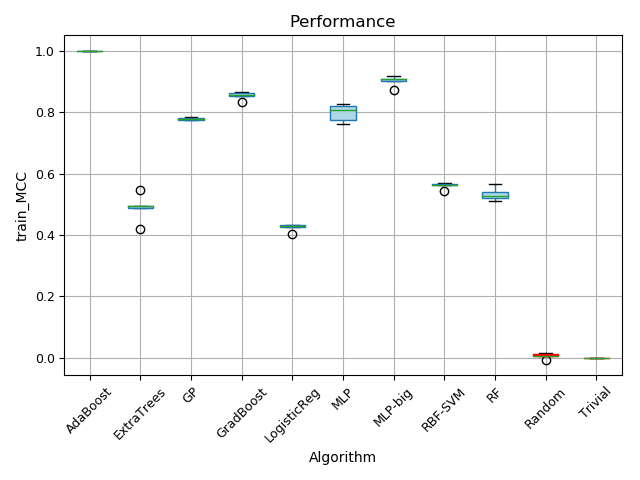 Performance
train_MCC
1.0
0.8
0.6
0.4
0.2
0.0
AdaBoost
ExtraTrees
GP
GradBoost
LogisticReg
MLP
MLP-big
RBF-SVM
RF
Random
Trivial
Algorithm